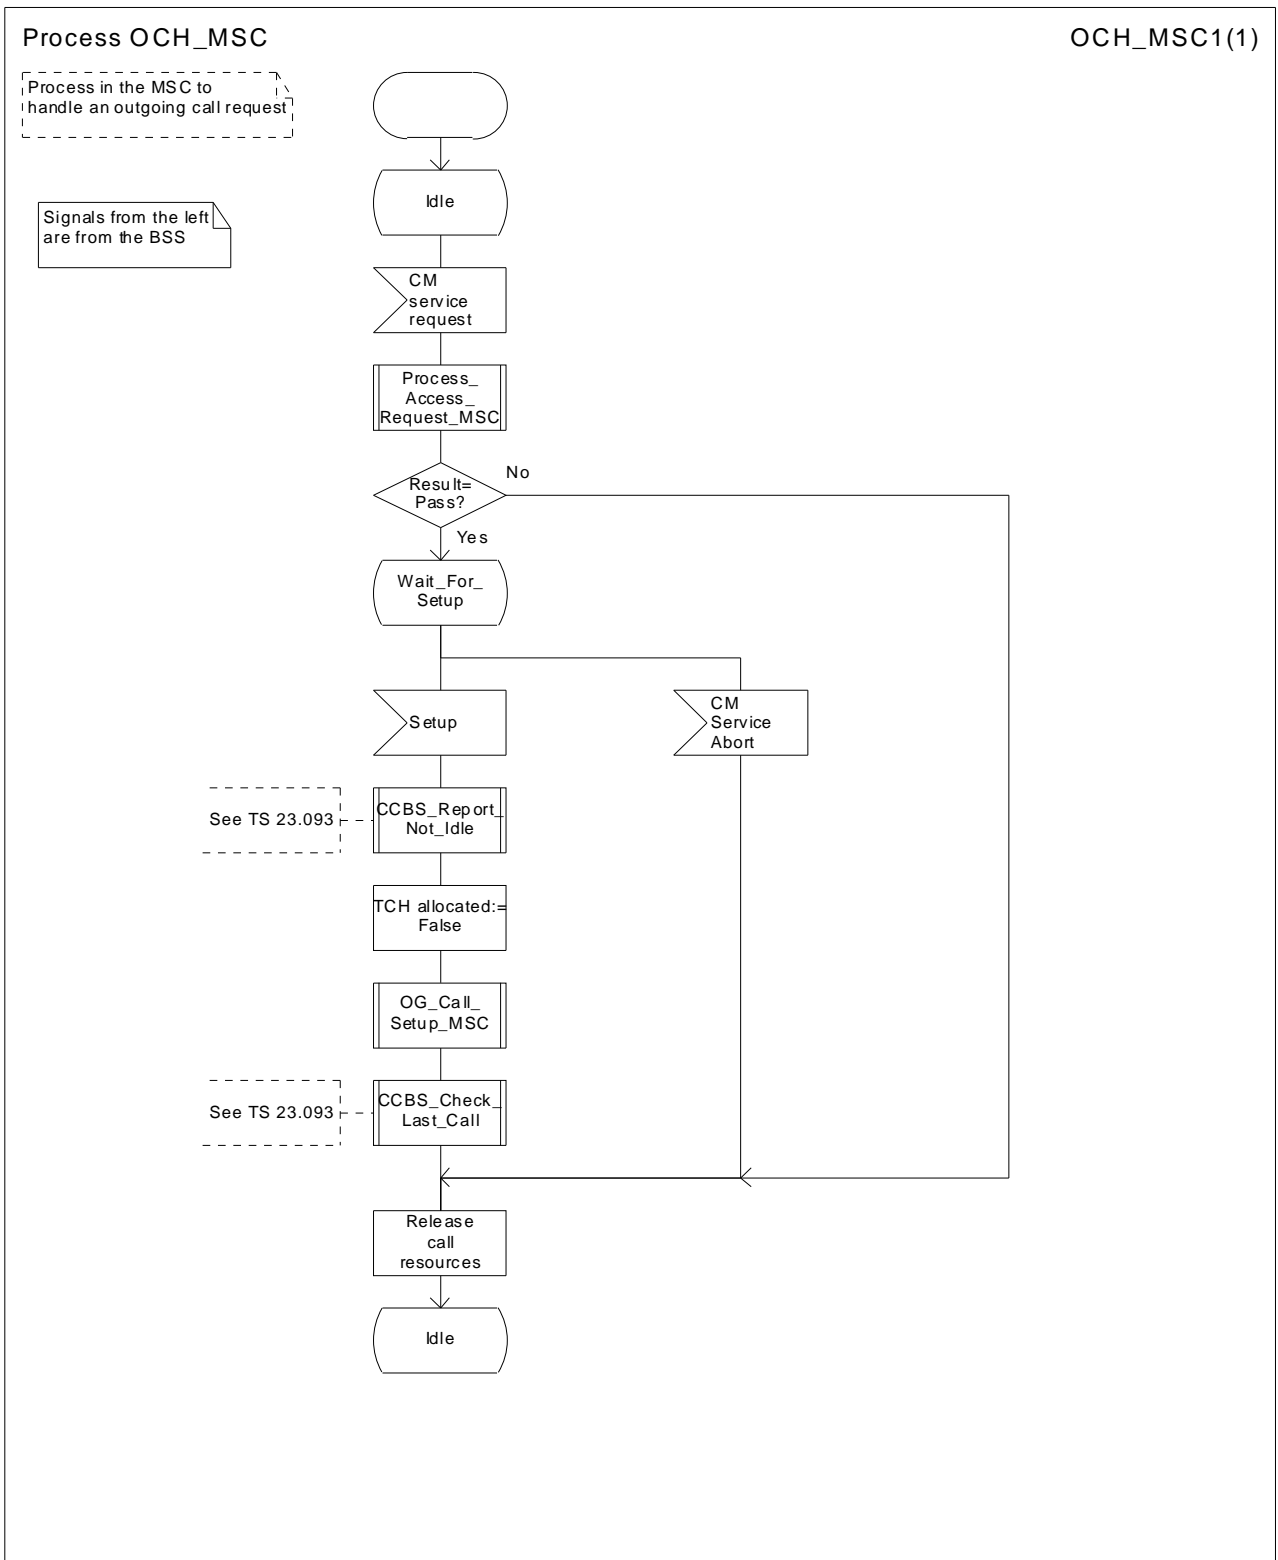 Process OCH_MSC
OCH_MSC1(1)
Process in the MSC to
handle an outgoing call request
Signals from the left
are from the BSS
Idle
CM
service
request
Process_
Access_
Request_MSC
Result=
Pass?
No
Yes
Wait_For_
Setup
Setup
CM
Service
Abort
See TS 23.093
CCBS_Report_
Not_Idle
TCH allocated:=
False
OG_Call_
Setup_MSC
See TS 23.093
CCBS_Check_
Last_Call
Release
call
resources
Idle